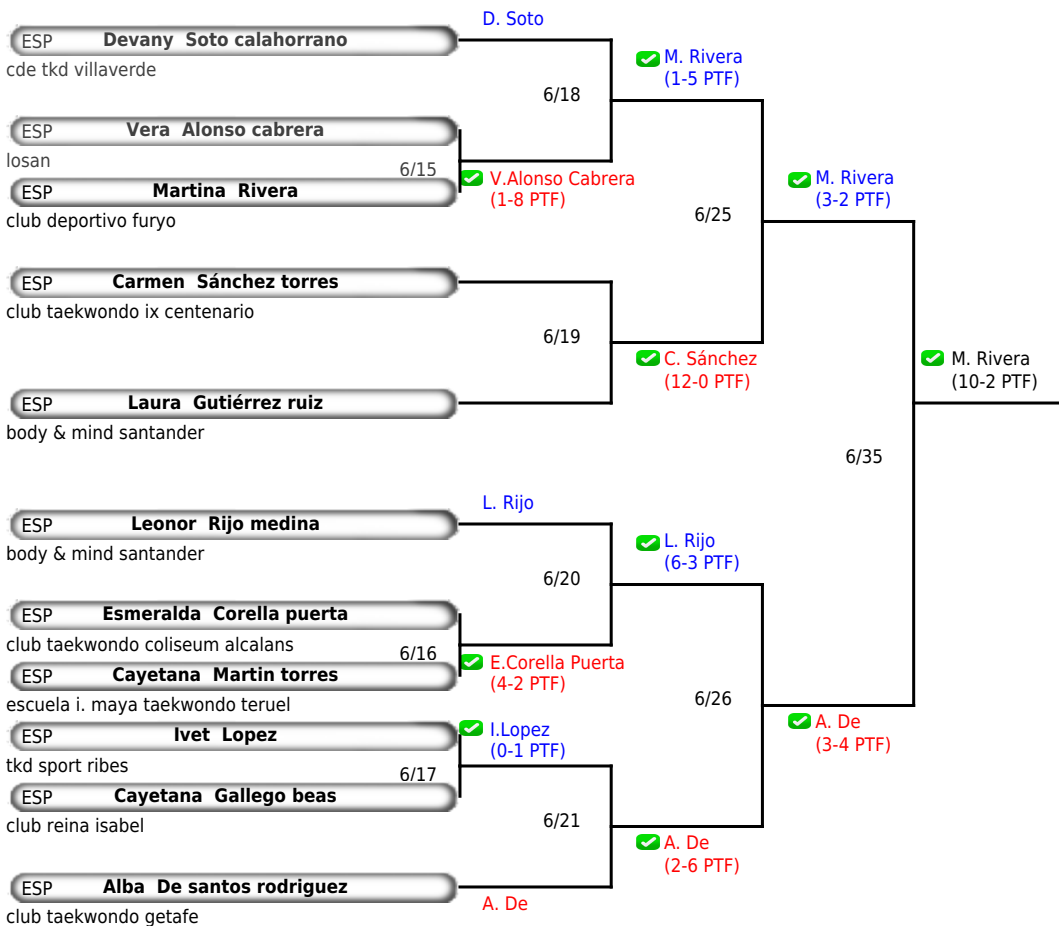 D. Soto
ESP Devany Soto calahorrano
cde tkd villaverde
M. Rivera
(1-5 PTF)
6/18
ESP Vera Alonso cabrera
losan
6/15
ESP Martina Rivera
club deportivo furyo
V.Alonso Cabrera
(1-8 PTF)
M. Rivera
(3-2 PTF)
6/25
ESP Carmen Sánchez torres
club taekwondo ix centenario
6/19
C. Sánchez
(12-0 PTF)
M. Rivera
(10-2 PTF)
ESP Laura Gutiérrez ruiz
body & mind santander
6/35
L. Rijo
ESP Leonor Rijo medina
body & mind santander
L. Rijo
(6-3 PTF)
6/20
ESP Esmeralda Corella puerta
club taekwondo coliseum alcalans
6/16
ESP Cayetana Martin torres
escuela i. maya taekwondo teruel
E.Corella Puerta
(4-2 PTF)
6/26
A. De
(3-4 PTF)
ESP Ivet Lopez
tkd sport ribes
I.Lopez
(0-1 PTF)
6/17
ESP Cayetana Gallego beas
club reina isabel
6/21
A. De
(2-6 PTF)
ESP Alba De santos rodriguez
club taekwondo getafe
A. De